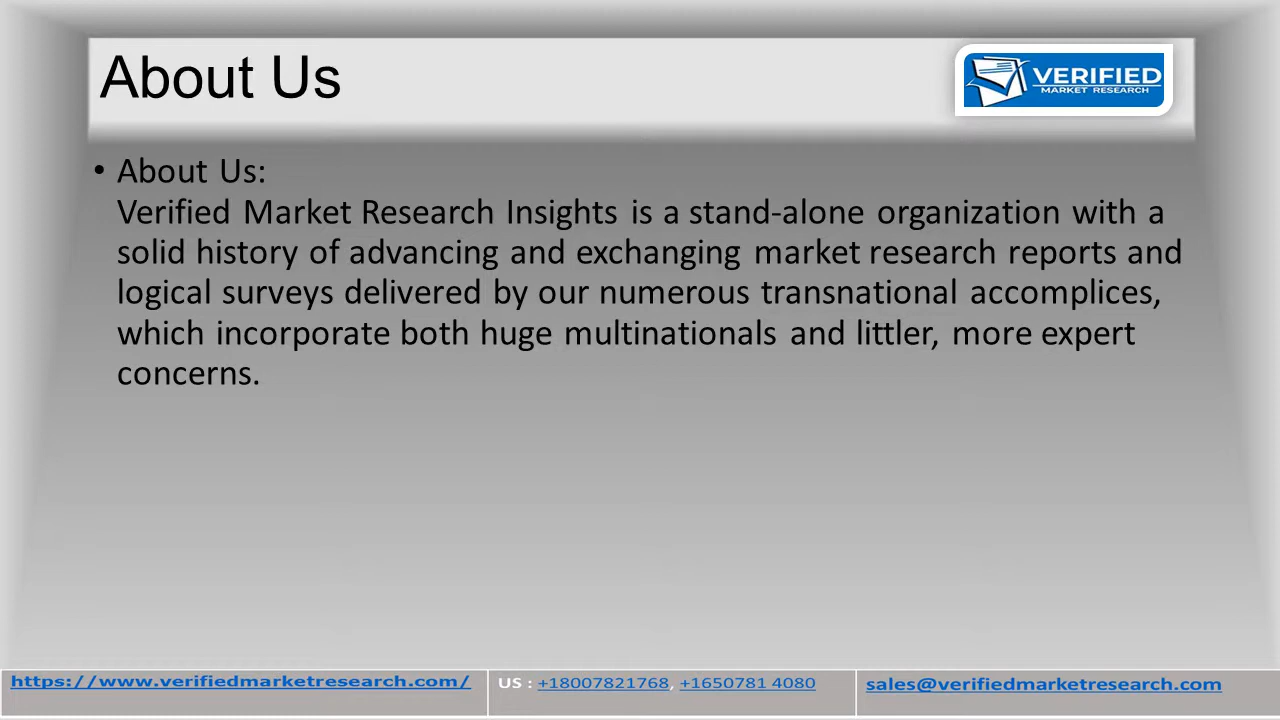 About Us
VERIFIED
MARKET RESEARCH
• About Us:
Verified Market Research Insights is a stand-alone organization with a
solid history of advancing and exchanging market research reports and
logical surveys delivered by our numerous transnational accomplices,
which incorporate both huge multinationals and littler, more expert
concerns.
https://www.verifiedmarketresearch.com/
US : +18007821768, +1650781 4080
sales@verifiedmarketresearch.com